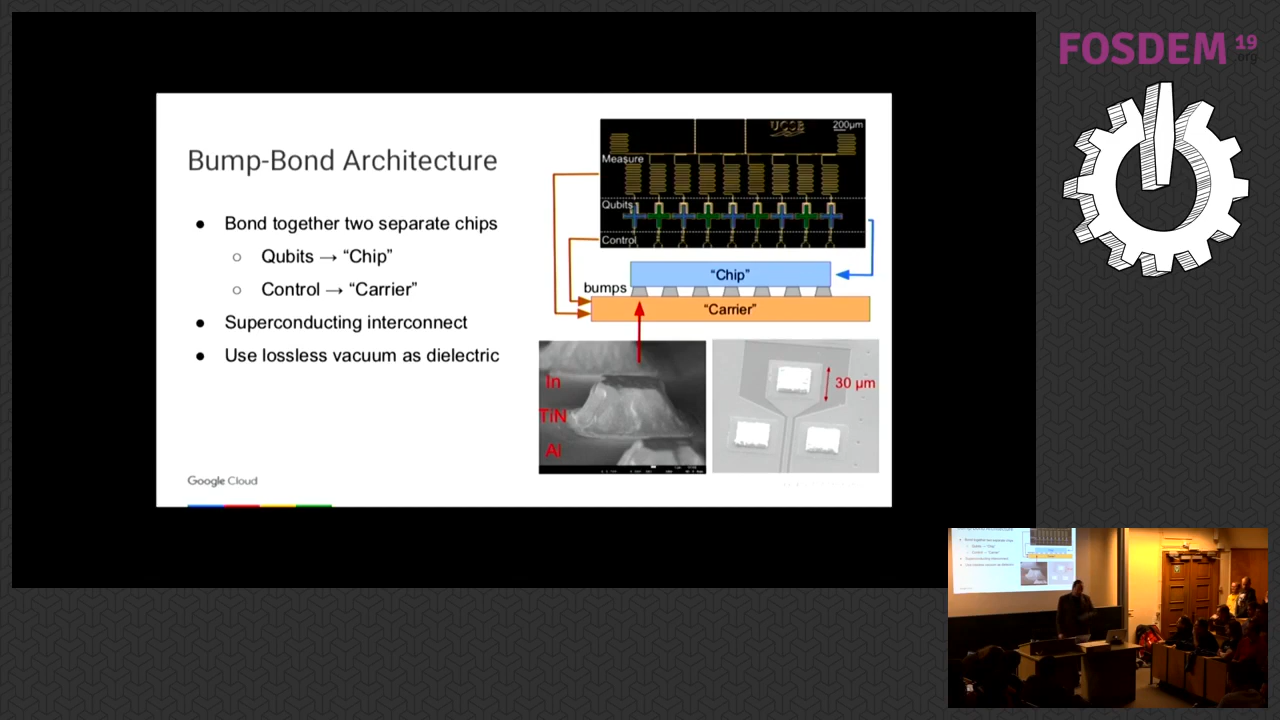 FOSDEM 19
.org
Bump-Bond Architecture
Bond together two separate chips
Qubits → “Chip”
Control → “Carrier”
Superconducting interconnect
Use lossless vacuum as dielectric
Google Cloud
UCSB
200μm
Measure
Qubits
Control
“Chip”
bumps
“Carrier”
In
TiN
Al
30 μm